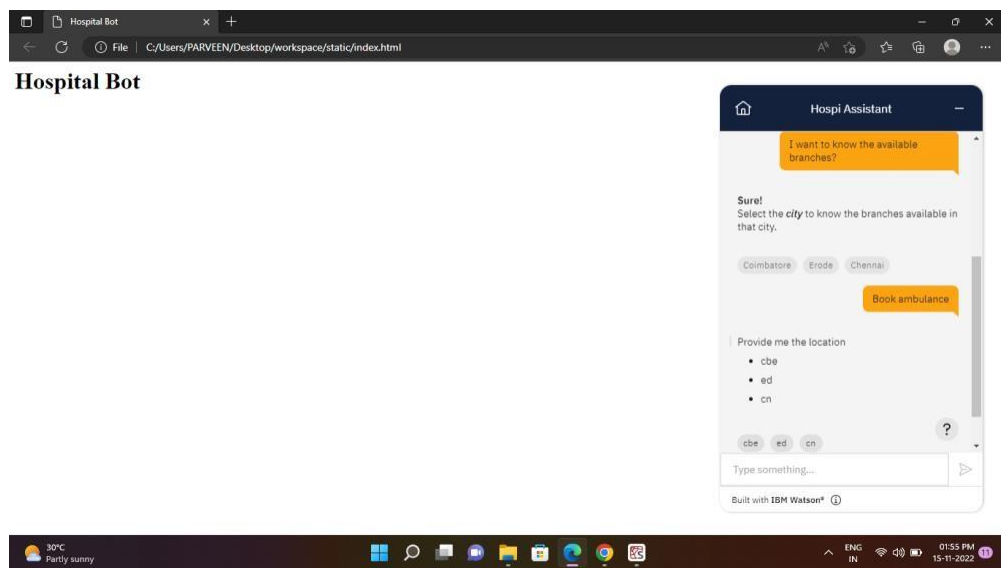 Hospital Bot
File C:/Users/PARVEEN/Desktop/workspace/static/index.html
Hospital Bot
Hospi Assistant
I want to know the available
branches?
Sure!
Select the city to know the branches available in
that city.
Coimbatore Erode Chennai
Book ambulance
Provide me the location
• cbe
• ed
• cn
?
cbe ed cn
Type something...
Built with IBM Watson®
30°C
Partly sunny
ENG
IN
01:55 PM
15-11-2022
11